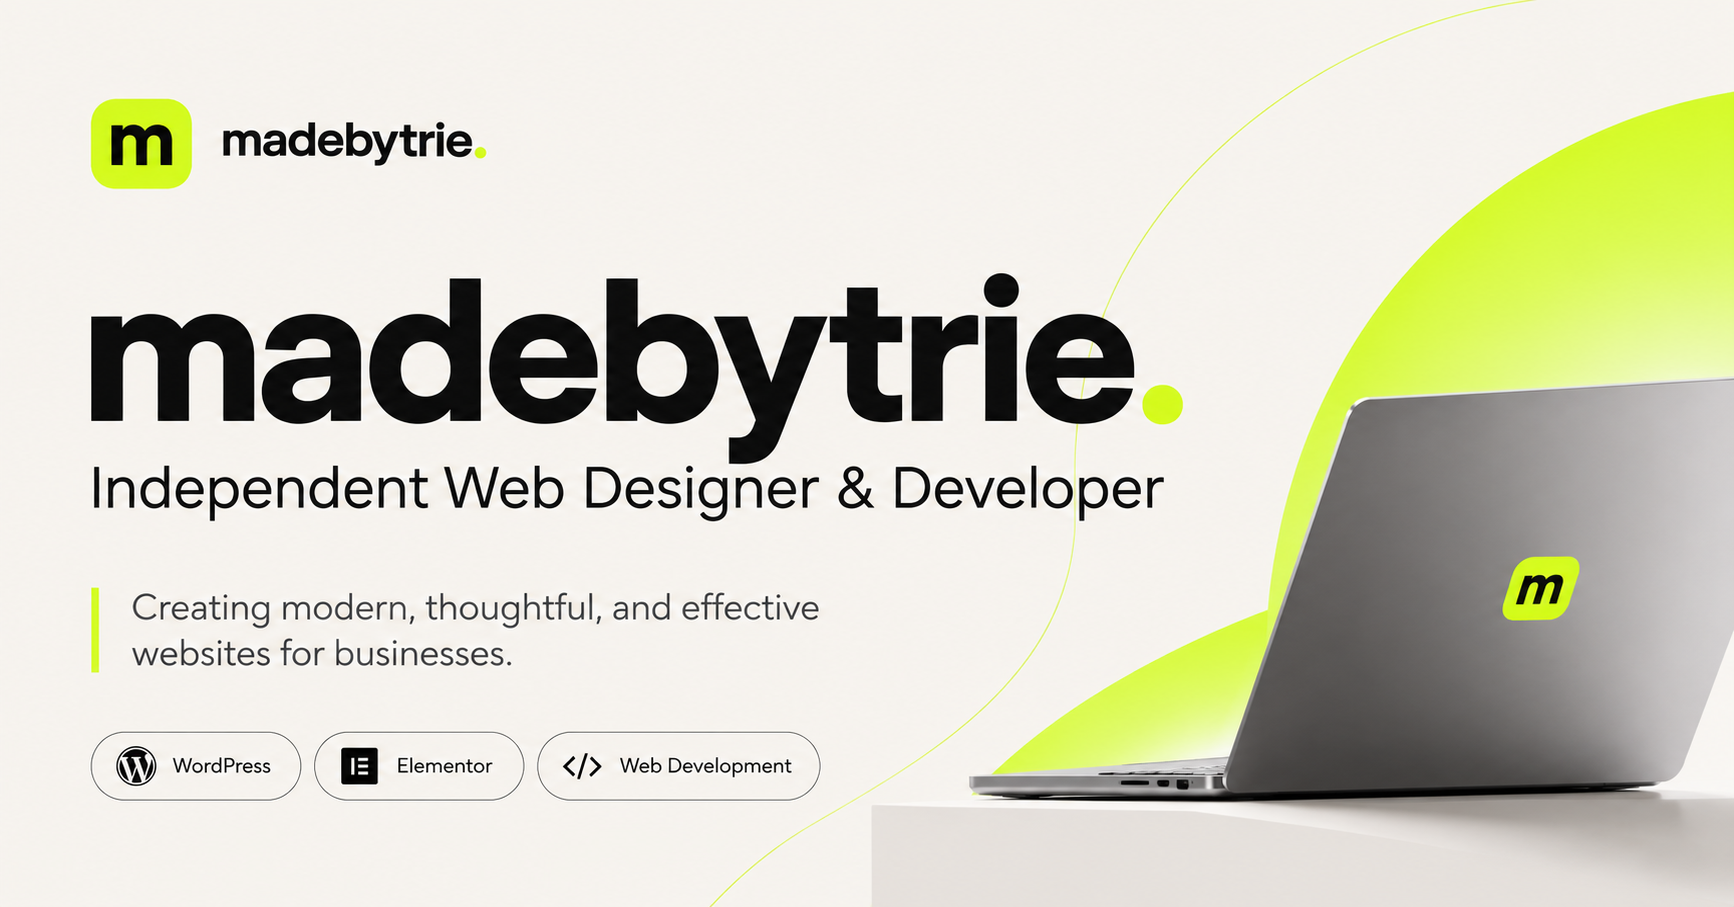 m
madebytrie.
madebytrie.
Independent Web Designer & Developer
Creating modern, thoughtful, and effective
websites for businesses.
WordPress
Elementor
</> Web Development
m